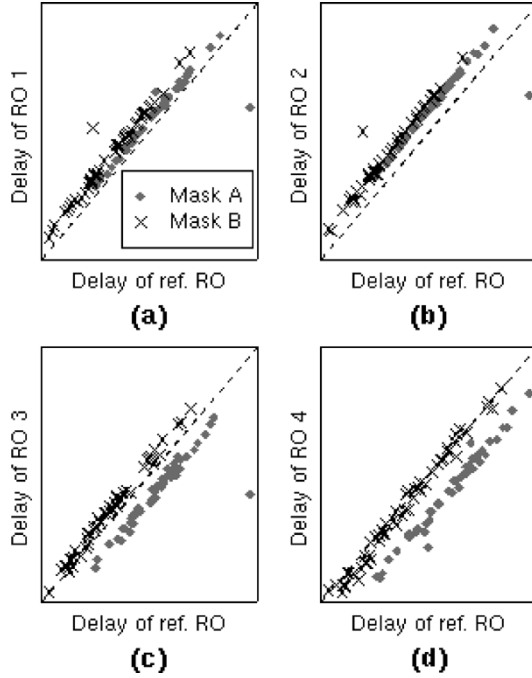 Delay of RO 1
Mask A
Mask B
Delay of ref. RO
(a)
Delay of RO 2
Delay of ref. RO
(b)
Delay of RO 3
Delay of ref. RO
(c)
Delay of RO 4
Delay of ref. RO
(d)